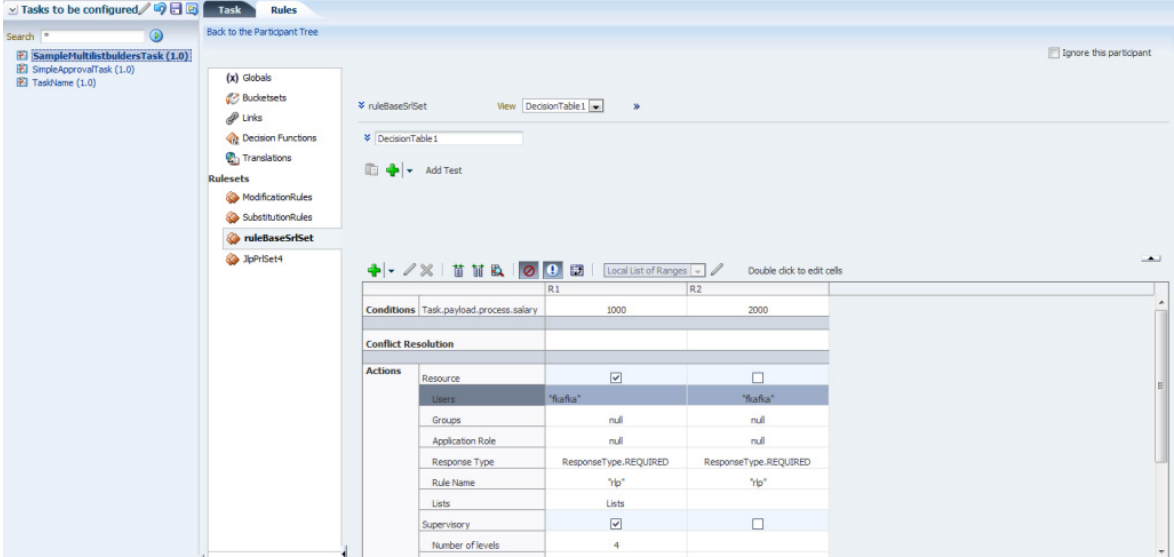 Tasks to be configured
Task Rules
Search *
SampleMultilistbuldersTask (1.0)
SimpleApprovalTask (1.0)
TaskName (1.0)
Back to the Participant Tree
Ignore this participant
(x) Globals
Bucketsets
Links
Decision Functions
Translations
Rulesets
ModificationRules
SubstitutionRules
ruleBaseSrlSet
JlpPrlSet4
ruleBaseSrlSet View DecisionTable1
DecisionTable1
Add Test
Local List of Ranges Double click to edit cells
R1 R2
Conditions Task.payload.process.salary 1000 2000
Conflict Resolution
Actions
Resource
Users "fkafka" "fkafka"
Groups null null
Application Role null null
Response Type ResponseType.REQUIRED ResponseType.REQUIRED
Rule Name "rlp" "rlp"
Lists Lists
Supervisory
Number of levels 4